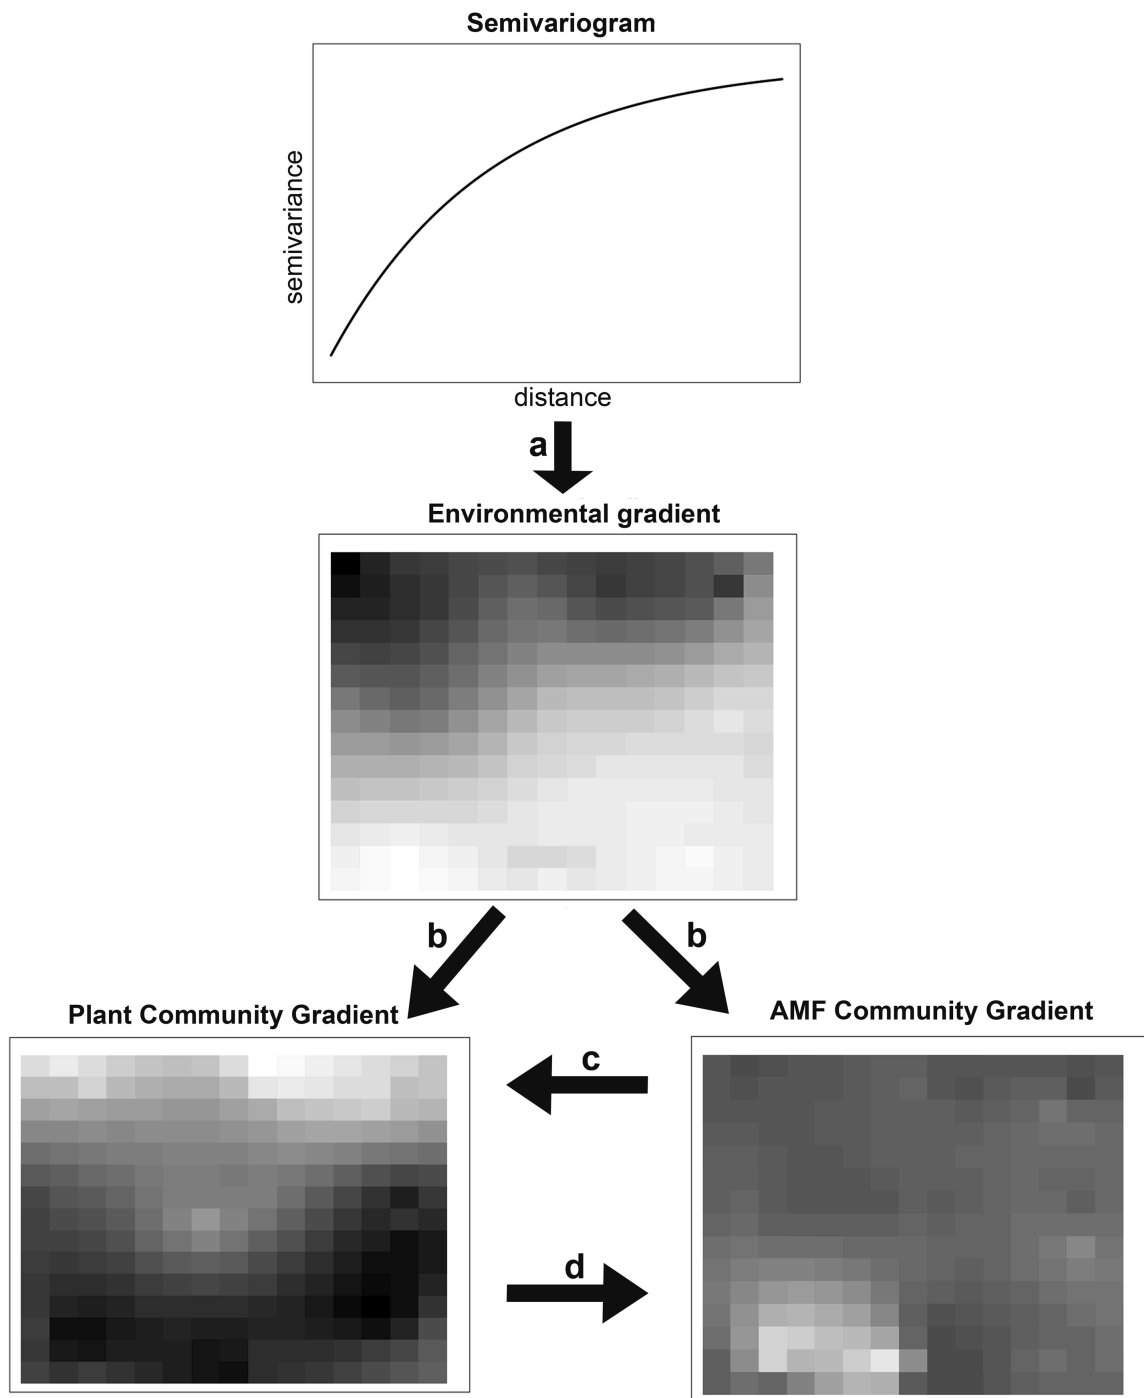 Semivariogram
semivariance
distance
a
Environmental gradient
b
b
Plant Community Gradient
AMF Community Gradient
c
d